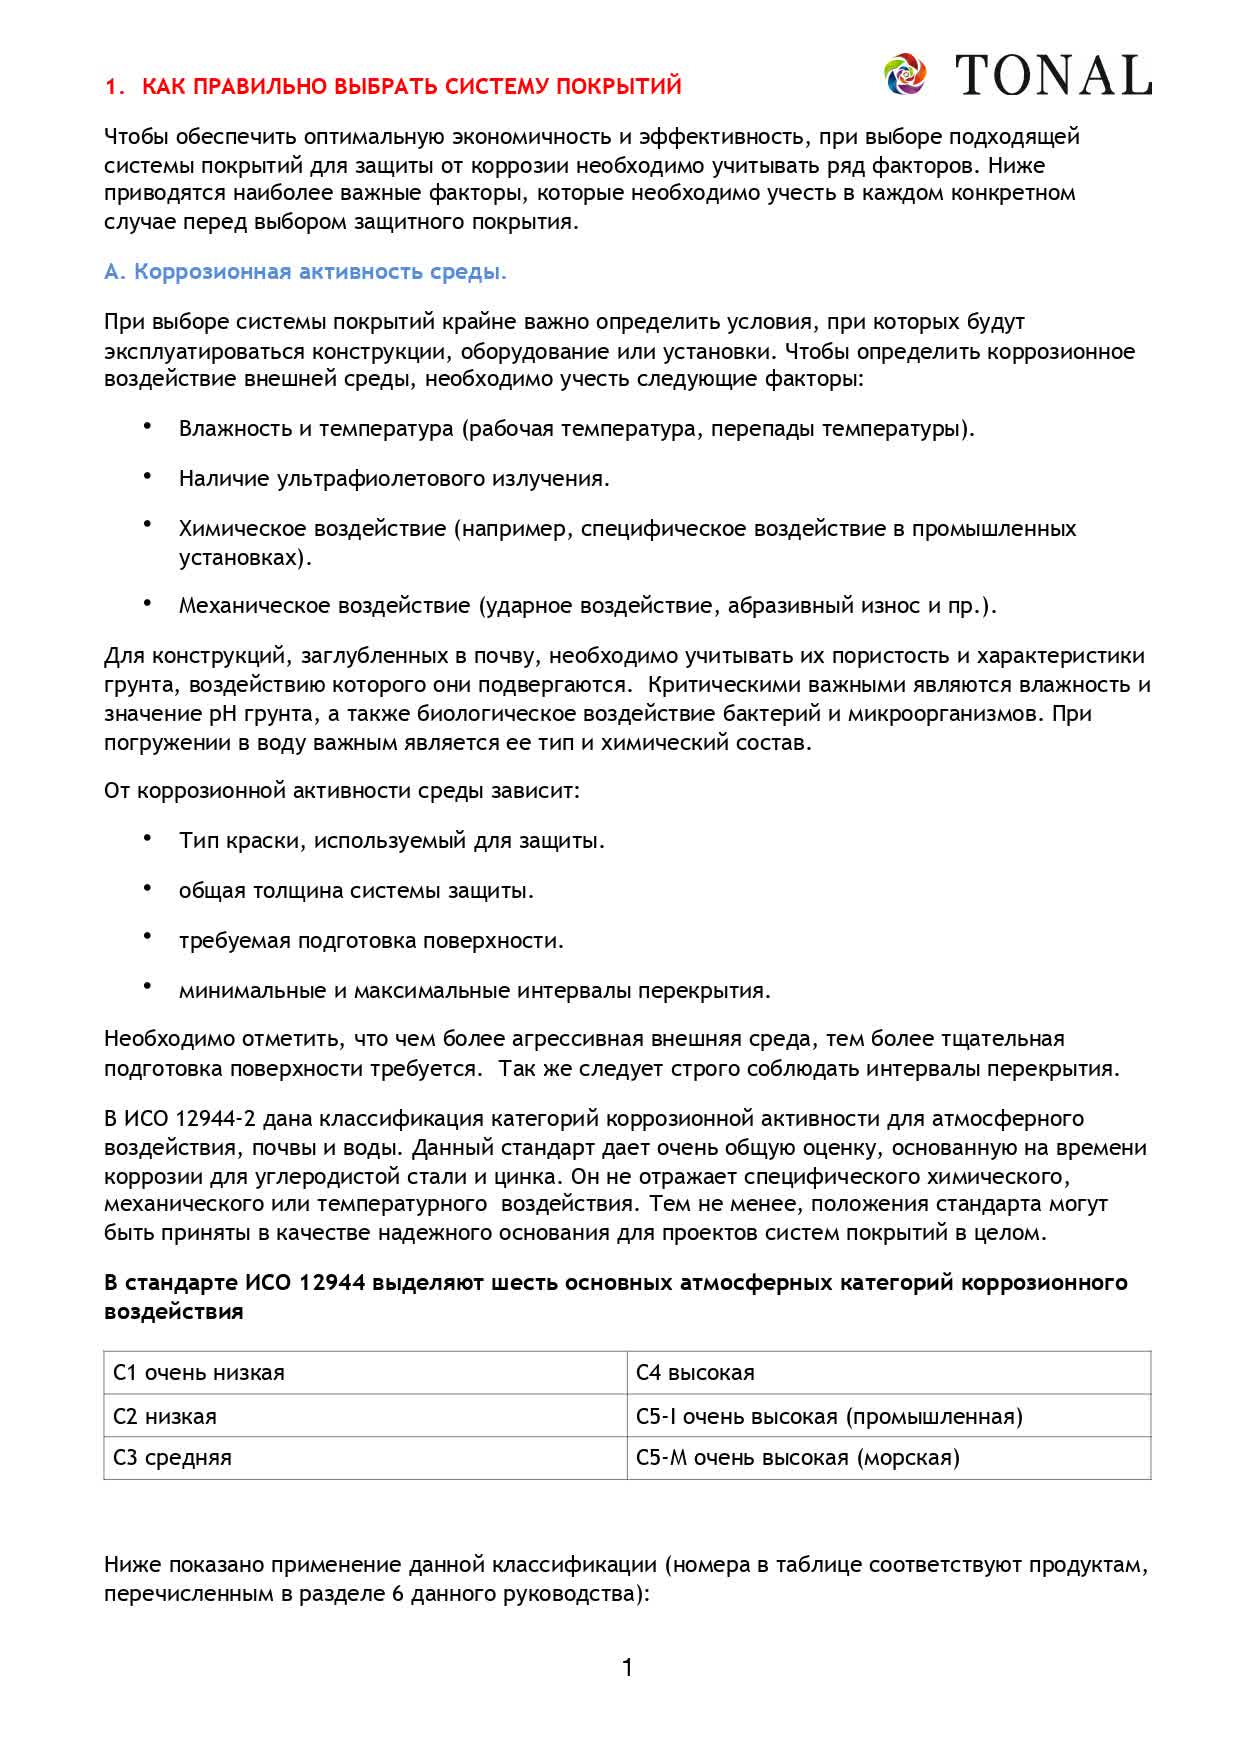 TONAL
1. КАК ПРАВИЛЬНО ВЫБРАТЬ СИСТЕМУ ПОКРЫТИЙ
Чтобы обеспечить оптимальную экономичность и эффективность, при выборе подходящей
системы покрытий для защиты от коррозии необходимо учитывать ряд факторов. Ниже
приводятся наиболее важные факторы, которые необходимо учесть в каждом конкретном
случае перед выбором защитного покрытия.
А. Коррозионная активность среды.
При выборе системы покрытий крайне важно определить условия, при которых будут
эксплуатироваться конструкции, оборудование или установки. Чтобы определить коррозионное
воздействие внешней среды, необходимо учесть следующие факторы:
• Влажность и температура (рабочая температура, перепады температуры).
• Наличие ультрафиолетового излучения.
• Химическое воздействие (например, специфическое воздействие в промышленных
установках).
• Механическое воздействие (ударное воздействие, абразивный износ и пр.).
Для конструкций, заглубленных в почву, необходимо учитывать их пористость и характеристики
грунта, воздействию которого они подвергаются.  Критическими важными являются влажность и
значение pH грунта, а также биологическое воздействие бактерий и микроорганизмов. При
погружении в воду важным является ее тип и химический состав.
От коррозионной активности среды зависит:
• Тип краски, используемый для защиты.
• общая толщина системы защиты.
• требуемая подготовка поверхности.
• минимальные и максимальные интервалы перекрытия.
Необходимо отметить, что чем более агрессивная внешняя среда, тем более тщательная
подготовка поверхности требуется.  Так же следует строго соблюдать интервалы перекрытия.
В ИСО 12944-2 дана классификация категорий коррозионной активности для атмосферного
воздействия, почвы и воды. Данный стандарт дает очень общую оценку, основанную на времени
коррозии для углеродистой стали и цинка. Он не отражает специфического химического,
механического или температурного  воздействия. Тем не менее, положения стандарта могут
быть приняты в качестве надежного основания для проектов систем покрытий в целом.
В стандарте ИСО 12944 выделяют шесть основных атмосферных категорий коррозионного
воздействия
С1 очень низкая
С4 высокая
С2 низкая
С5-I очень высокая (промышленная)
С3 средняя
С5-М очень высокая (морская)
Ниже показано применение данной классификации (номера в таблице соответствуют продуктам,
перечисленным в разделе 6 данного руководства):
1